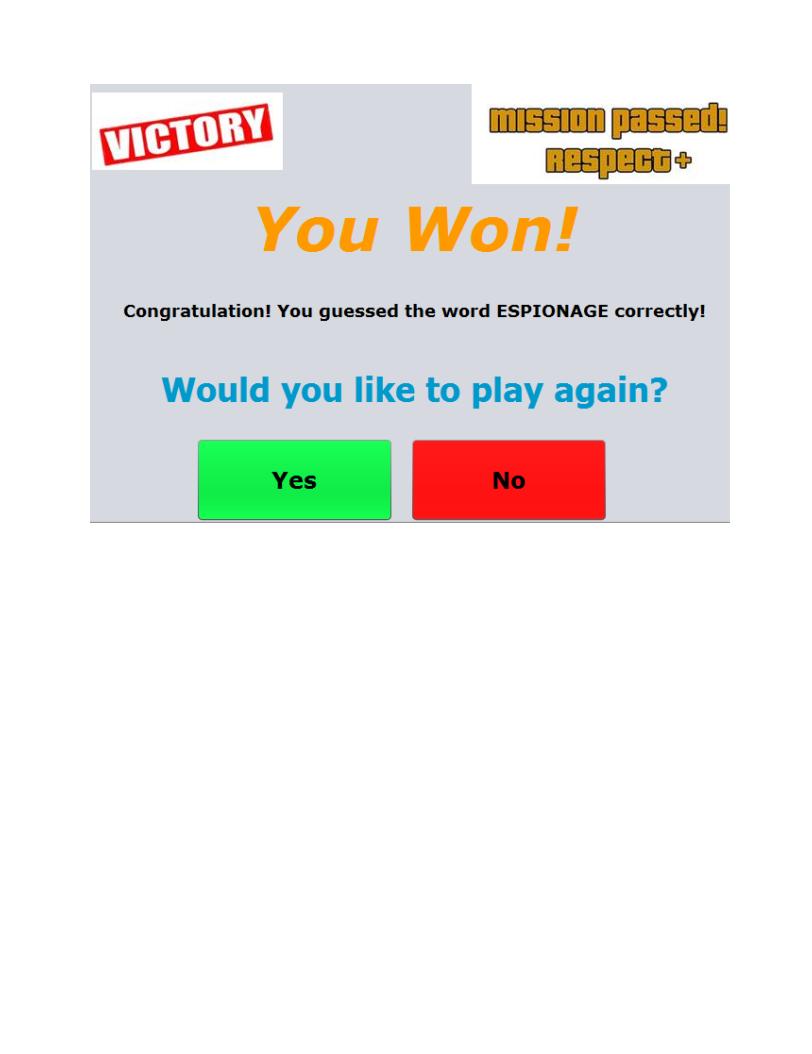 VICTORY
mission passed!
Respect +
You Won!
Congratulation! You guessed the word ESPIONAGE correctly!
Would you like to play again?
Yes
No